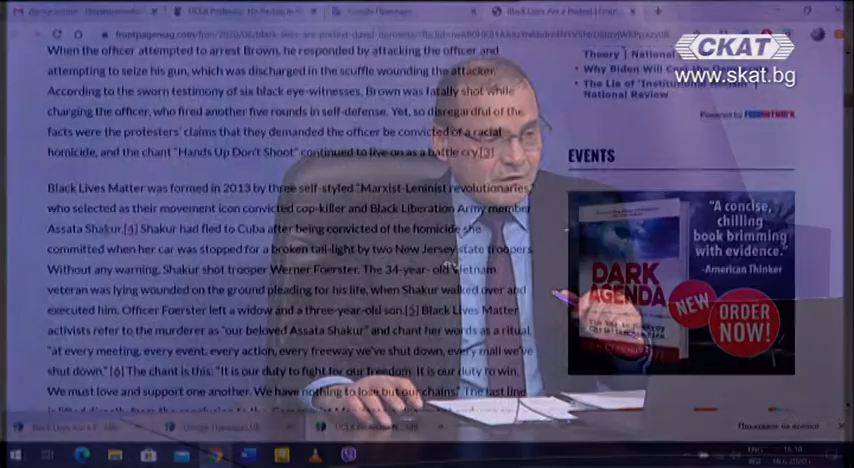 СКАТ
www.skat.bg
When the officer attempted to arrest Brown, he responded by attacking the officer and
attempting to seize his gun, which was discharged in the scuffle wounding the attacker.
According to the sworn testimony of six black eye-witnesses, Brown was fatally shot while
charging the officer, who fired another five rounds in self-defense. Yet, so disregardful of the
facts were the protesters' claims that they demanded the officer be convicted of a racial
homicide, and the chant "Hands Up Don't Shoot" continued to live on as a battle cry.[3]
Black Lives Matter was formed in 2013 by three self-styled "Marxist-Leninist revolutionaries,"
who selected as their movement icon convicted cop-killer and Black Liberation Army member
Assata Shakur.[4] Shakur had fled to Cuba after being convicted of the homicide she
committed when her car was stopped for a broken tail-light by two New Jersey state troopers.
Without any warning, Shakur shot trooper Werner Foerster. The 34-year- old Vietnam
veteran was lying wounded on the ground pleading for his life, when Shakur walked over and
executed him. Officer Foerster left a widow and a three-year-old son.[5] Black Lives Matter
activists refer to the murderer as "our beloved Assata Shakur" and chant her words as a ritual,
"at every meeting, every event, every action, every freeway we've shut down, every mall we've
shut down." [6] The chant is this: "It is our duty to fight for our freedom. It is our duty to win.
We must love and support one another. We have nothing to lose but our chains." The last line
Theory | National
Why Biden Will
The Lie of "Institutional
National Review
Powered by
EVENTS
DARK
AGENDA
"A concise,
chilling
book brimming
with evidence."
-American Thinker
NEW
ORDER
NOW!
ENG
16:18